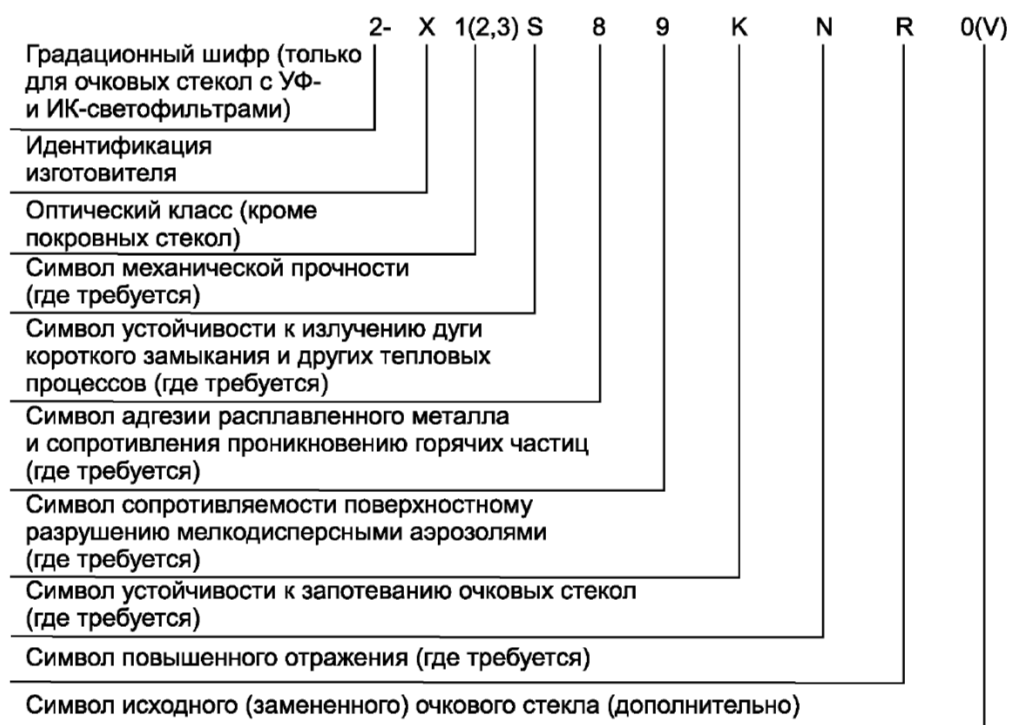 2- X 1(2,3) S 8 9 K N R 0(V)
Градационный шифр (только
для очковых стекол с УФ-
и ИК-светофильтрами)
Идентификация
изготовителя
Оптический класс (кроме
покровных стекол)
Символ механической прочности
(где требуется)
Символ устойчивости к излучению дуги
короткого замыкания и других тепловых
процессов (где требуется)
Символ адгезии расплавленного металла
и сопротивления проникновению горячих частиц
(где требуется)
Символ сопротивляемости поверхностному
разрушению мелкодисперсными аэрозолями
(где требуется)
Символ устойчивости к запотеванию очковых стекол
(где требуется)
Символ повышенного отражения (где требуется)
Символ исходного (замененного) очкового стекла (дополнительно)